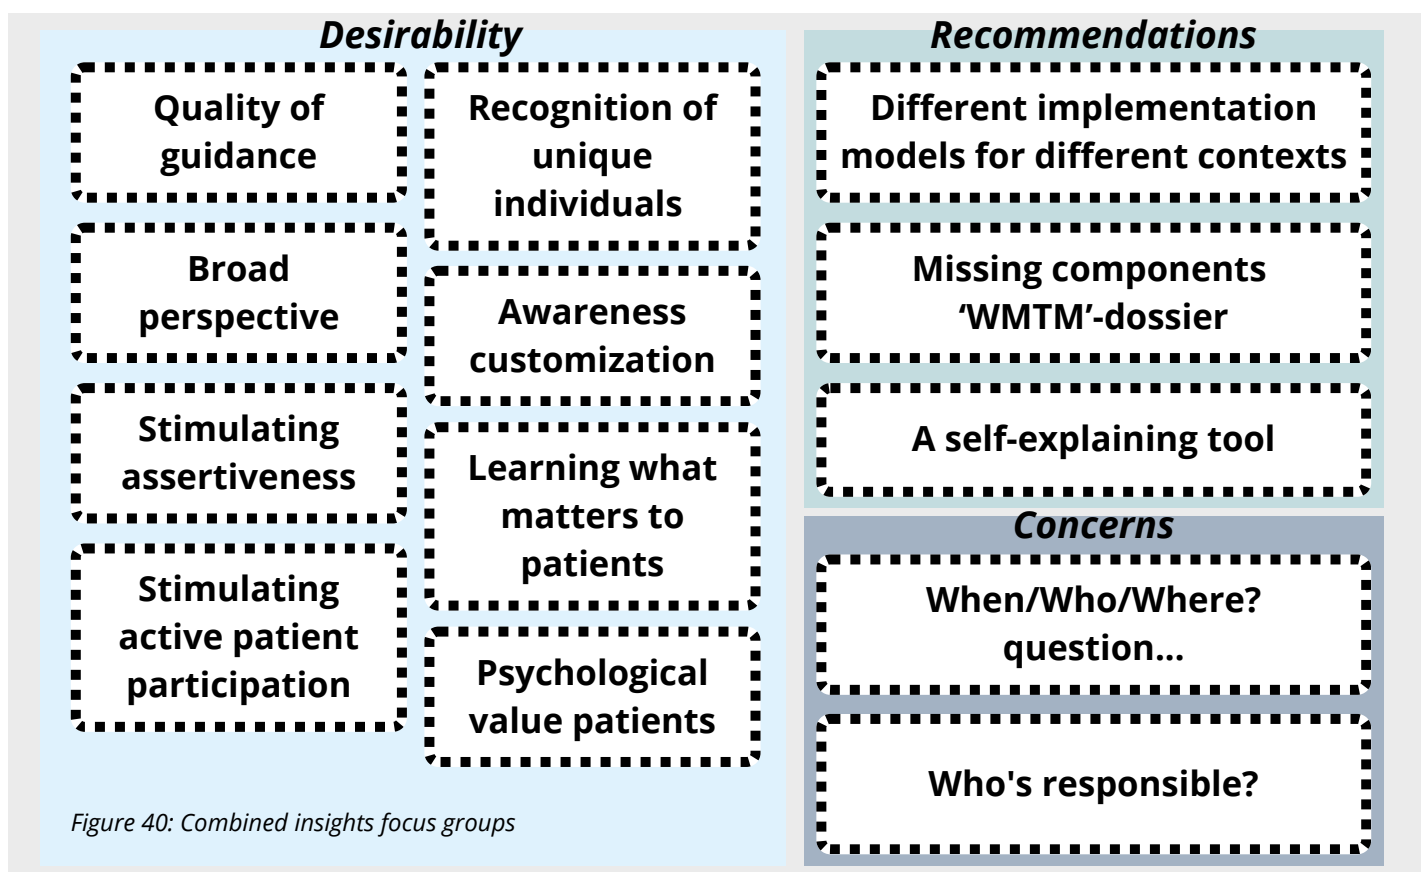 Desirability
Quality of
guidance
Broad
perspective
Stimulating
assertiveness
Stimulating
active patient
participation
Recognition of
unique
individuals
Awareness
customization
Learning what
matters to
patients
Psychological
value patients
Figure 40: Combined insights focus groups
Recommendations
Different implementation
models for different contexts
Missing components
‘WMTM’-dossier
A self-explaining tool
Concerns
When/Who/Where?
question...
Who's responsible?